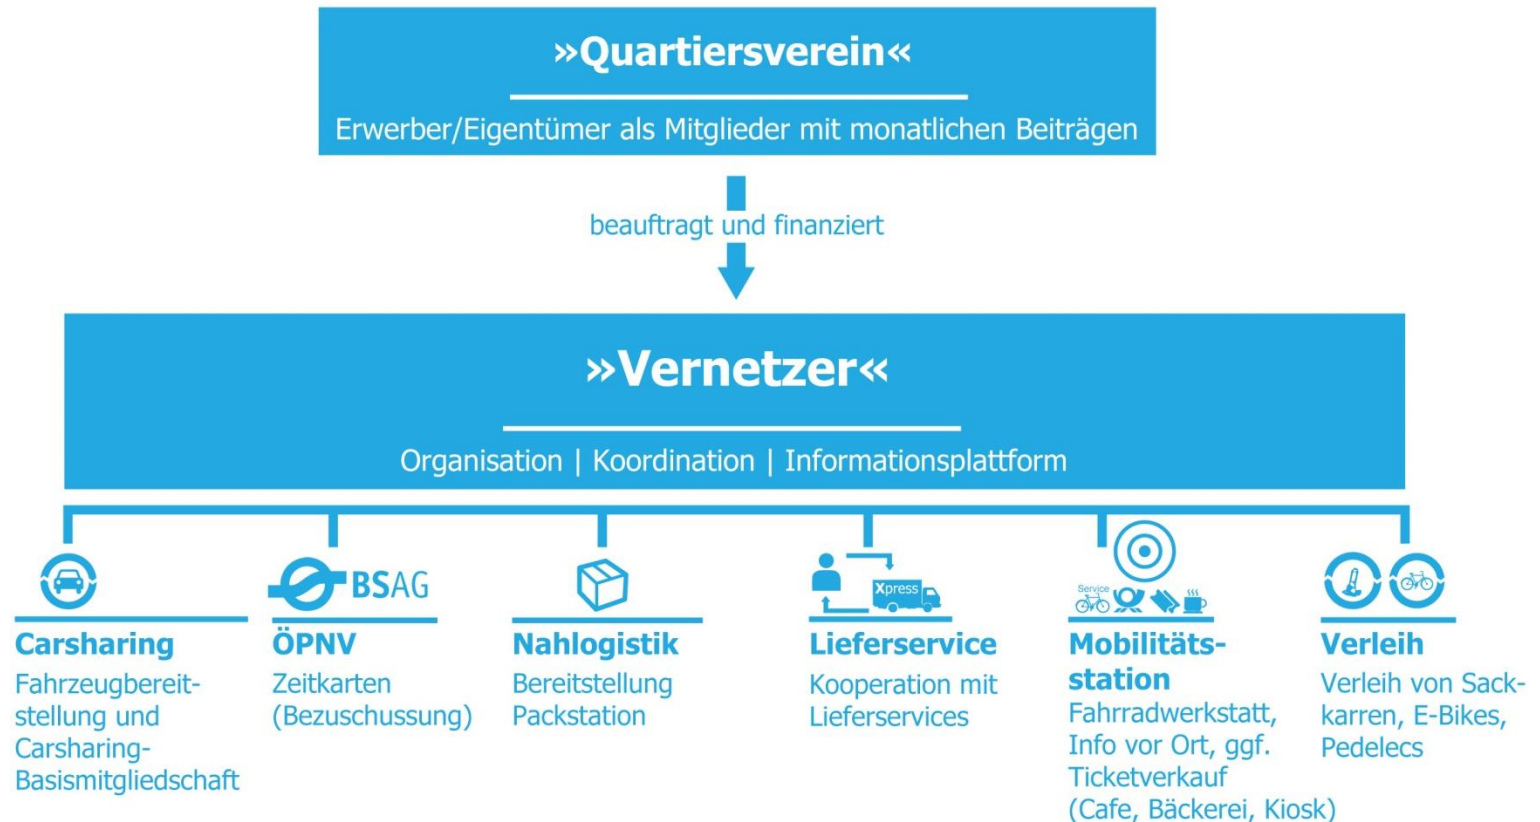 »Quartiersverein«
Erwerber/Eigentümer als Mitglieder mit monatlichen Beiträgen
beauftragt und finanziert
»Vernetzer«
Organisation | Koordination | Informationsplattform
Carsharing
Fahrzeugbereit-
stellung und
Carsharing-
Basismitgliedschaft
BSAG
ÖPNV
Zeitkarten
(Bezuschussung)
Nahlogistik
Bereitstellung
Packstation
Xpress
Lieferservice
Kooperation mit
Lieferservices
Service
Mobilitäts-
station
Fahrradwerkstatt,
Info vor Ort, ggf.
Ticketverkauf
(Cafe, Bäckerei, Kiosk)
Verleih
Verleih von Sack-
karren, E-Bikes,
Pedelecs